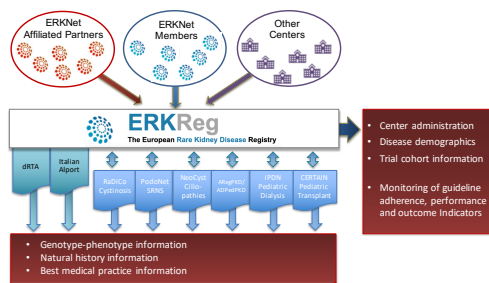 ERKNet
Affiliated Partners
ERKNet
Members
Other
Centers
ERKReg
The European Rare Kidney Disease Registry
dRTA
Italian
Alport
RaDiCo
Cystinosis
PodoNet
SRNS
NeoCyst
Cilio-
pathies
ARegPKD/
ADPedPKD
IPDN
Pediatric
Dialysis
CERTAIN
Pediatric
Transplant
• Center administration
• Disease demographics
• Trial cohort information
• Monitoring of guideline
adherence, performance
and outcome Indicators
• Genotype-phenotype information
• Natural history information
• Best medical practice information